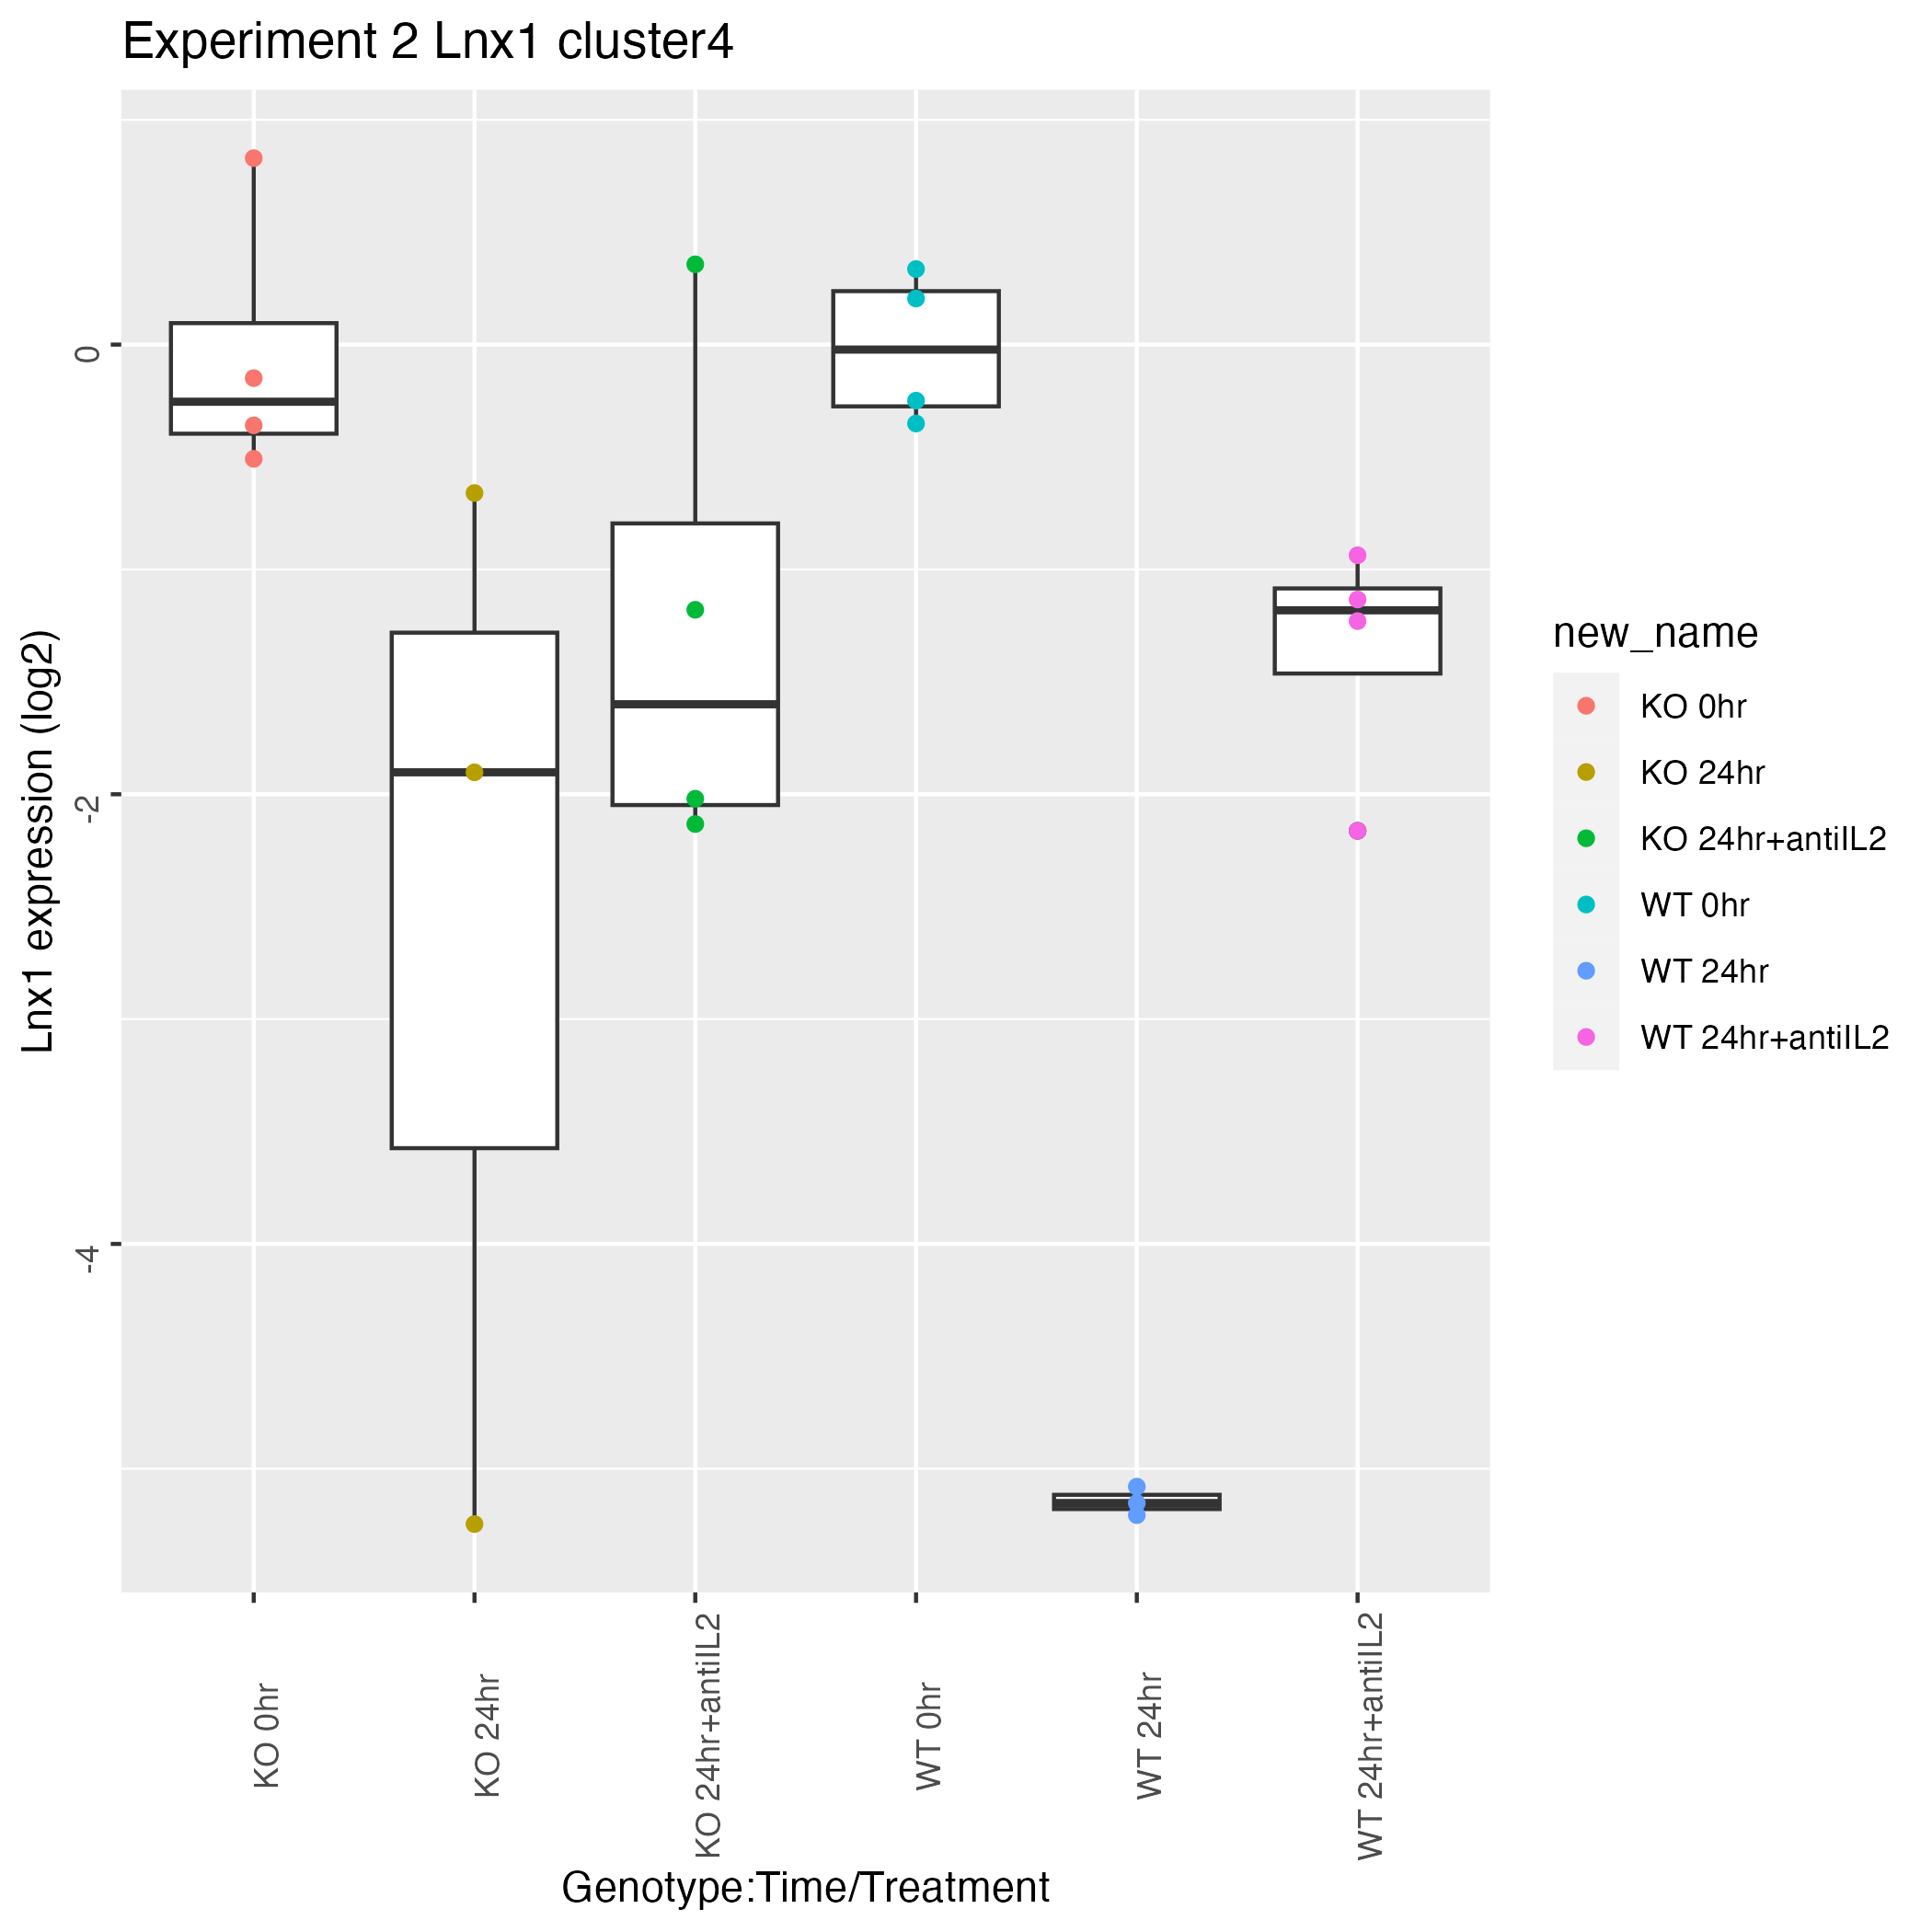 Experiment 2 Lnx1 cluster4
Lnx1 expression (log2)
0
-2
-4
KO 0hr
KO 24hr
KO 24hr+antiIL2
WT 0hr
WT 24hr
WT 24hr+antiIL2
Genotype:Time/Treatment
new_name
KO 0hr
KO 24hr
KO 24hr+antiIL2
WT 0hr
WT 24hr
WT 24hr+antiIL2